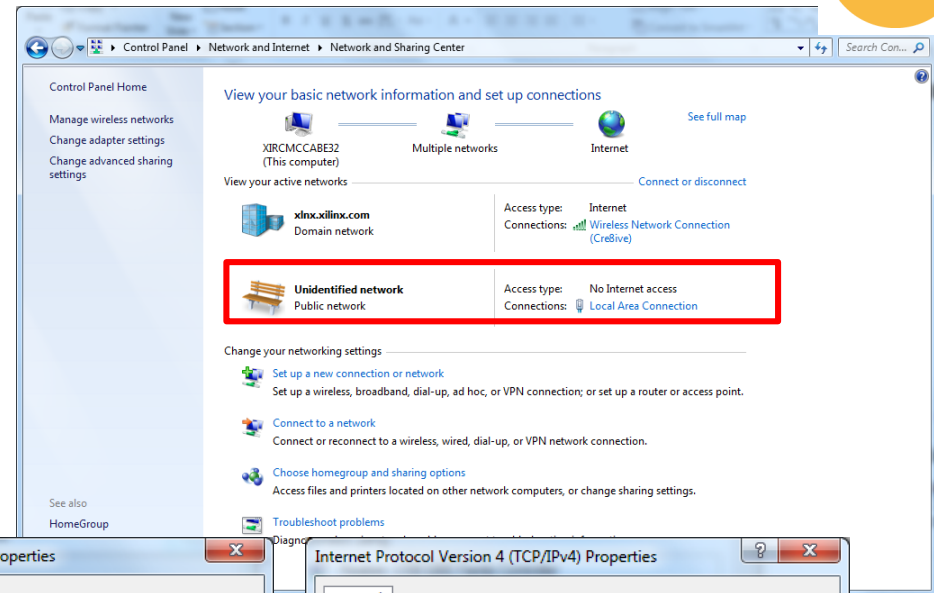 Control Panel ▸ Network and Internet ▸ Network and Sharing Center
Search Con...
Control Panel Home
Manage wireless networks
Change adapter settings
Change advanced sharing
settings
View your basic network information and set up connections
See full map
XIRCMCCABE32
(This computer)
Multiple networks
Internet
View your active networks
Connect or disconnect
xlnx.xilinx.com
Domain network
Access type: Internet
Connections: Wireless Network Connection
(Cre8ive)
Unidentified network
Public network
Access type: No Internet access
Connections: Local Area Connection
Change your networking settings
Set up a new connection or network
Set up a wireless, broadband, dial-up, ad hoc, or VPN connection; or set up a router or access point.
Connect to a network
Connect or reconnect to a wireless, wired, dial-up, or VPN network connection.
Choose homegroup and sharing options
Access files and printers located on other network computers, or change sharing settings.
Troubleshoot problems
See also
HomeGroup
operties
Internet Protocol Version 4 (TCP/IPv4) Properties